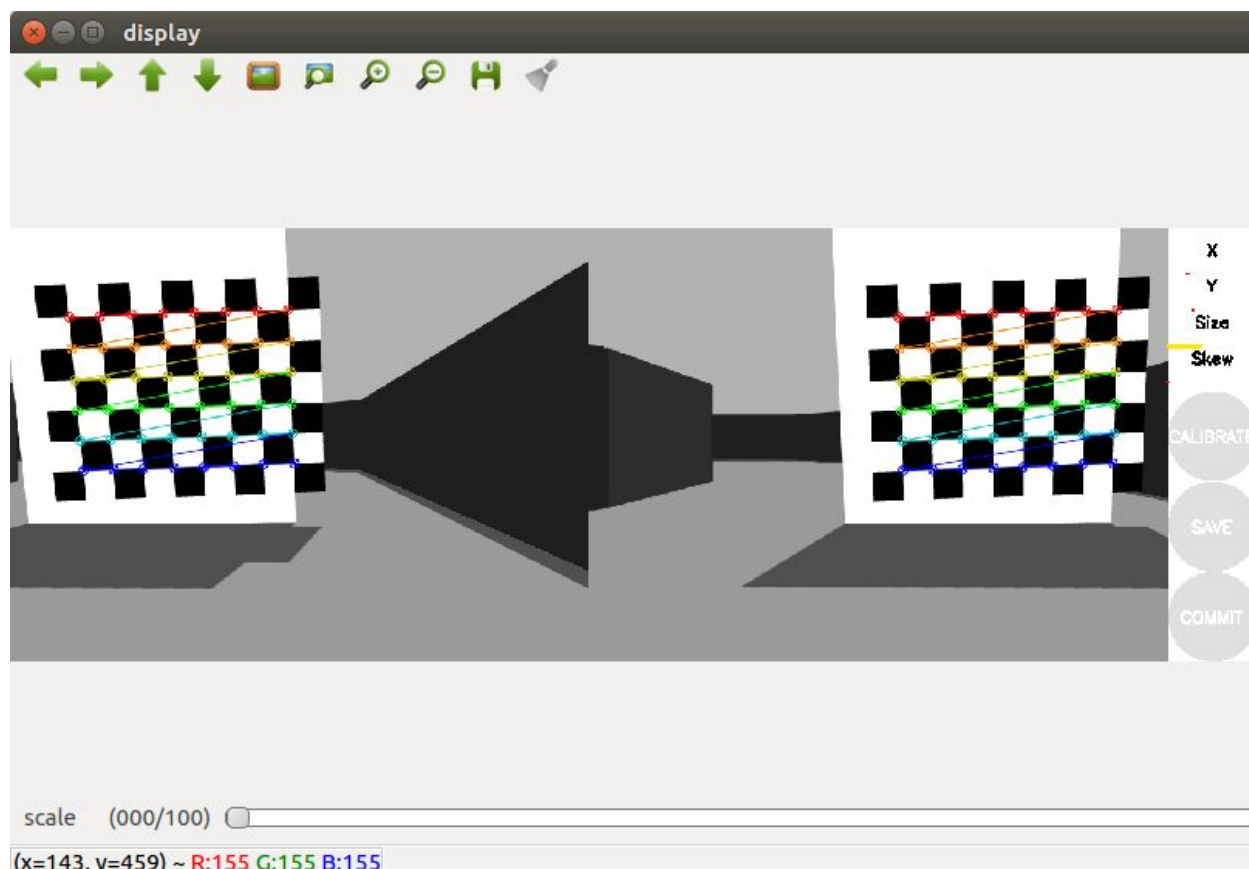 display
X
Y
Size
Skew
CALIBRATE
SAVE
COMMIT
scale (000/100)
(x=143, y=459) ~ R:155 G:155 B:155